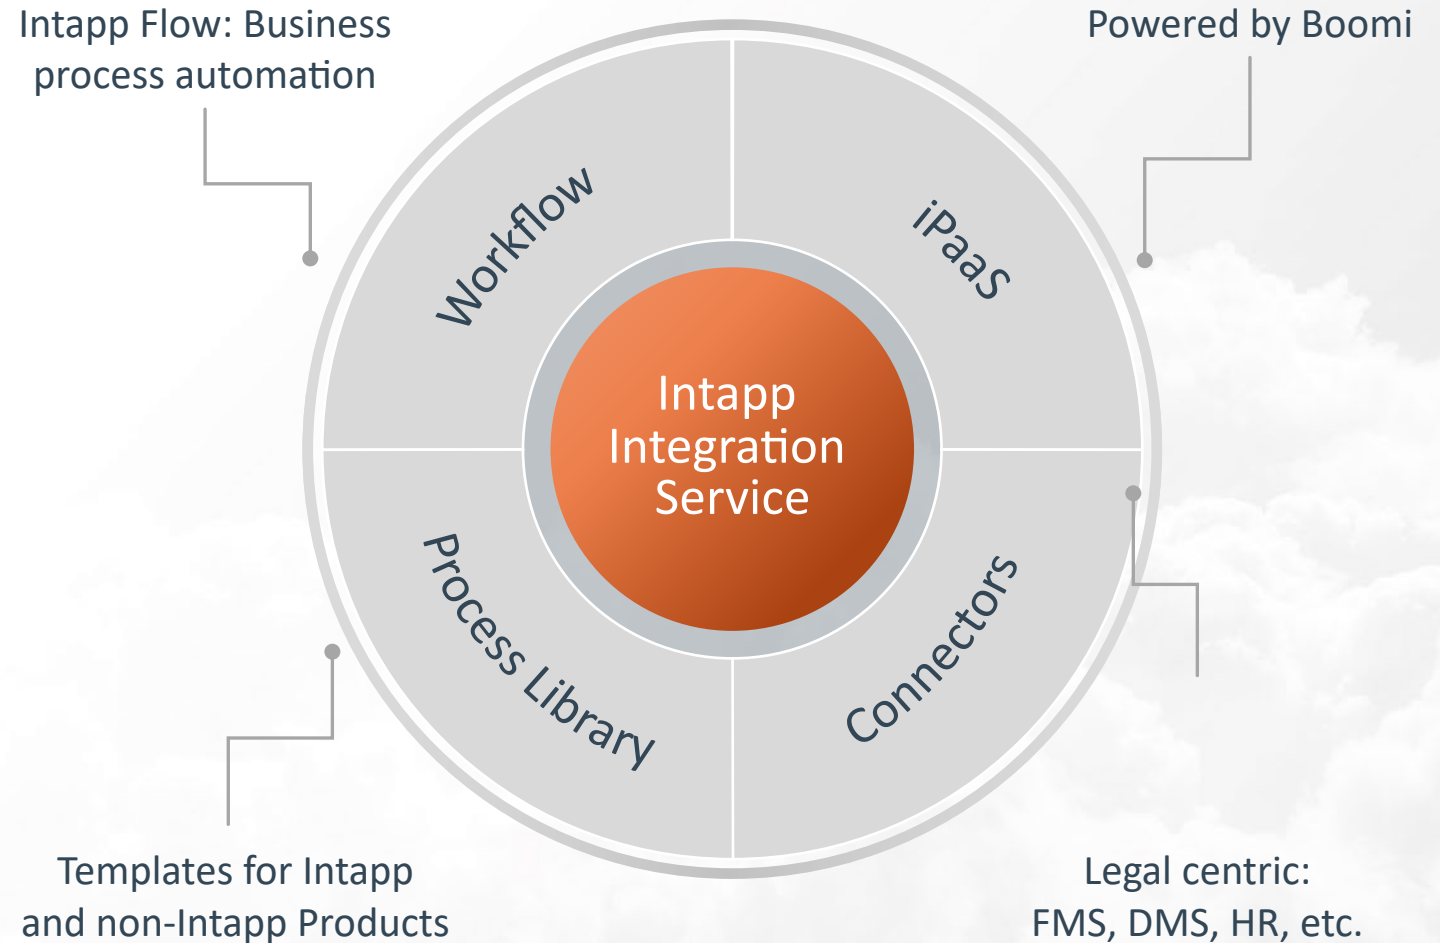 Intapp Flow: Business
process automation
Powered by Boomi
Workflow
iPaaS
Intapp
Integration
Service
Process Library
Connectors
Templates for Intapp
and non-Intapp Products
Legal centric:
FMS, DMS, HR, etc.